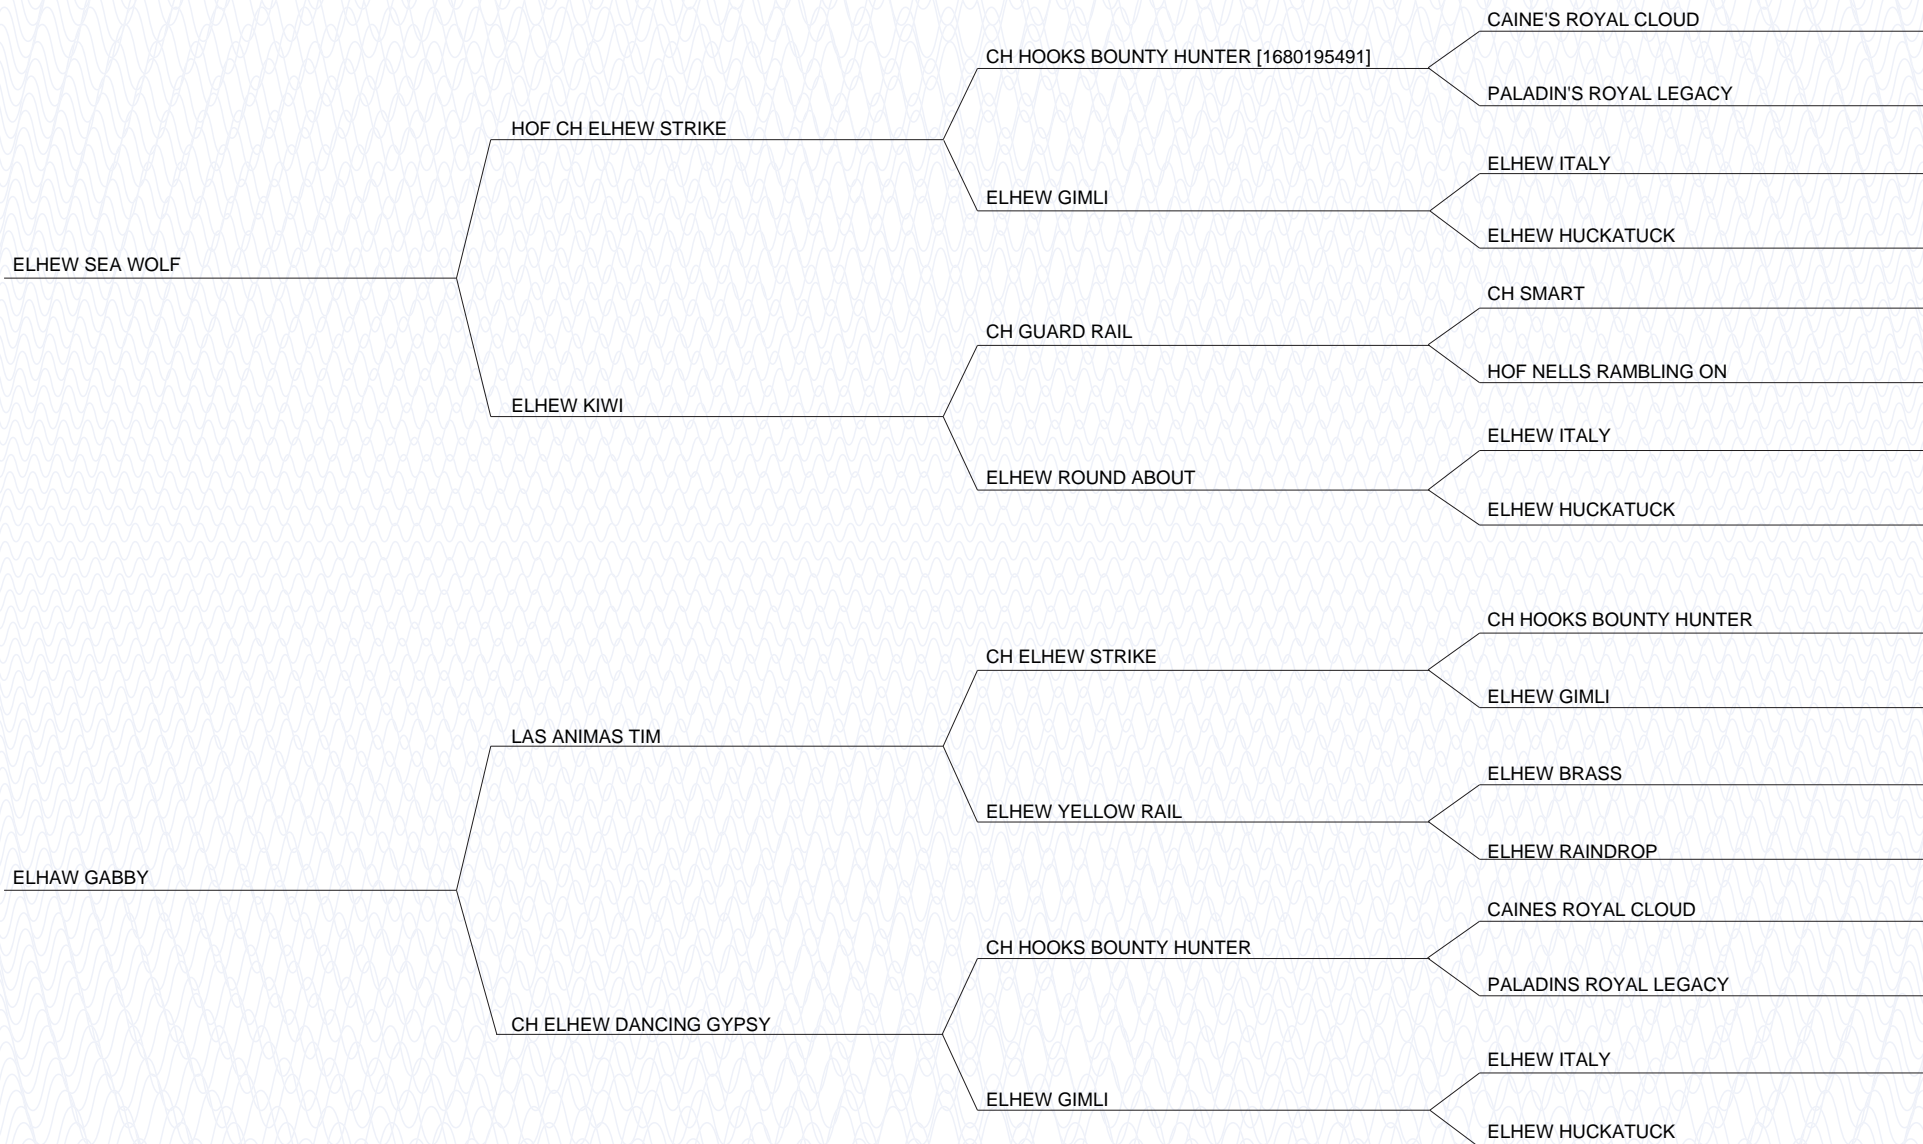 CAINE'S ROYAL CLOUD
CH HOOKS BOUNTY HUNTER [1680195491]
PALADIN'S ROYAL LEGACY
HOF CH ELHEW STRIKE
ELHEW ITALY
ELHEW GIMLI
ELHEW HUCKATUCK
ELHEW SEA WOLF
CH SMART
CH GUARD RAIL
HOF NELLS RAMBLING ON
ELHEW KIWI
ELHEW ITALY
ELHEW ROUND ABOUT
ELHEW HUCKATUCK
CH HOOKS BOUNTY HUNTER
CH ELHEW STRIKE
ELHEW GIMLI
LAS ANIMAS TIM
ELHEW BRASS
ELHEW YELLOW RAIL
ELHEW RAINDROP
ELHAW GABBY
CAINES ROYAL CLOUD
CH HOOKS BOUNTY HUNTER
PALADINS ROYAL LEGACY
CH ELHEW DANCING GYPSY
ELHEW ITALY
ELHEW GIMLI
ELHEW HUCKATUCK